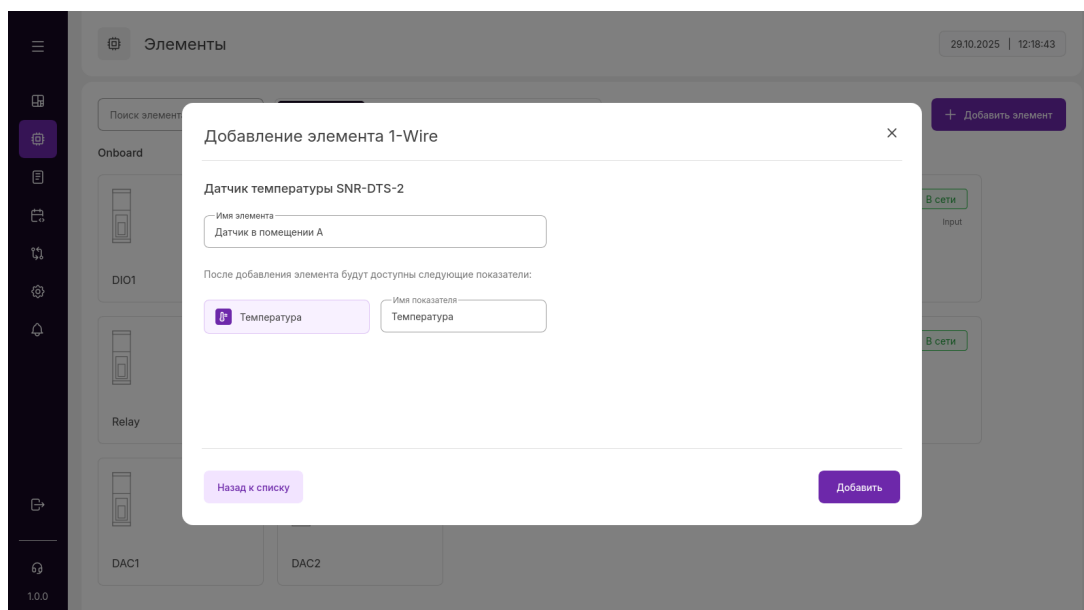 Элементы
29.10.2025 | 12:18:43
Поиск элемент
Добавить элемент
Onboard
Добавление элемента 1-Wire
Датчик температуры SNR-DTS-2
Имя элемента
Датчик в помещении А
После добавления элемента будут доступны следующие показатели:
Температура
Имя показателя
Температура
В сети
Input
DIO1
В сети
Relay
Назад к списку
Добавить
DAC1
DAC2
1.0.0